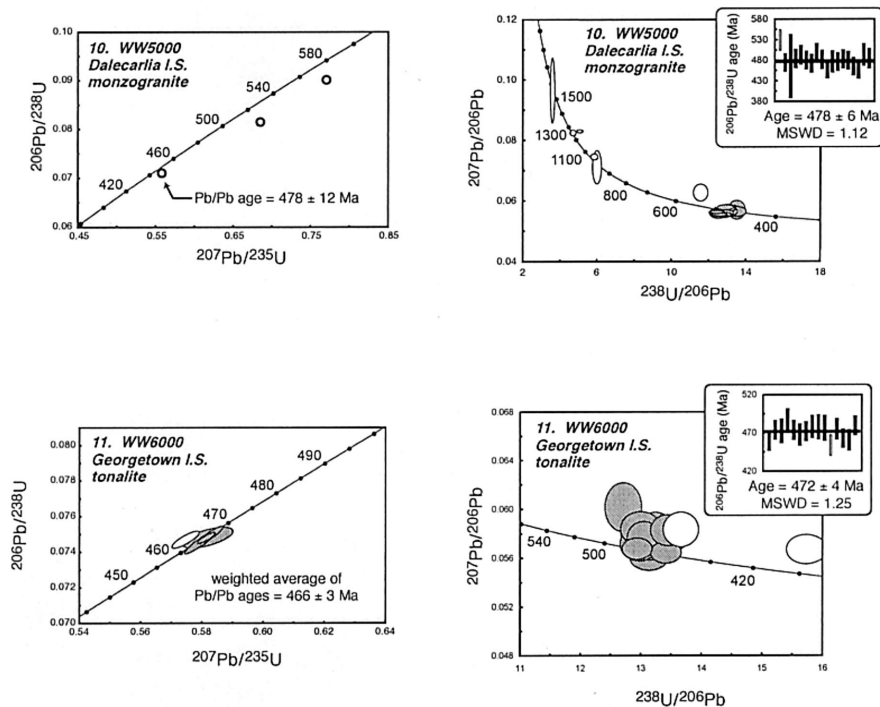 0.10
0.09
0.08
0.07
0.06
0.45
0.55
0.65
0.75
0.85
206Pb/238U
207Pb/235U
10. WW5000
Dalecarlia I.S.
monzogranite
580
540
500
460
420
Pb/Pb age = 478 ± 12 Ma
0.12
0.10
0.08
0.06
0.04
2
6
10
14
18
207Pb/206Pb
238U/206Pb
10. WW5000
Dalecarlia I.S.
monzogranite
1500
1300
1100
800
600
400
580
530
480
430
380
206Pb/238U age (Ma)
Age = 478 ± 6 Ma
MSWD = 1.12
0.080
0.078
0.076
0.074
0.072
0.070
0.54
0.56
0.58
0.60
0.62
0.64
206Pb/238U
207Pb/235U
11. WW6000
Georgetown I.S.
tonalite
490
480
470
460
450
weighted average of
Pb/Pb ages = 466 ± 3 Ma
0.068
0.064
0.060
0.056
0.052
0.048
11
12
13
14
15
16
207Pb/206Pb
238U/206Pb
11. WW6000
Georgetown I.S.
tonalite
540
500
420
520
470
420
206Pb/238U age (Ma)
Age = 472 ± 4 Ma
MSWD = 1.25